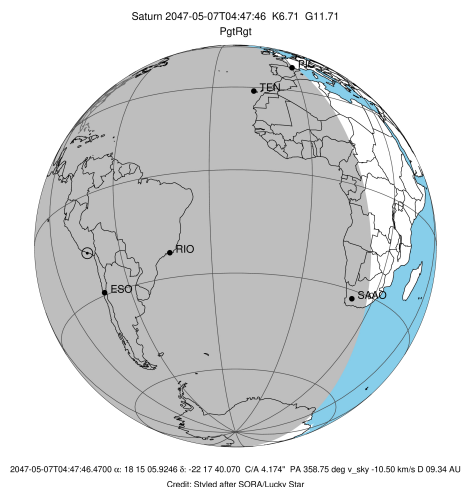 Saturn 2047-05-07T04:47:46 K6.71 G11.71
PgtRgt
TEN
RIO
ESO
SAAO
2047-05-07T04:47:46.4700 α: 18 15 05.9246 δ: -22 17 40.070 C/A 4.174" PA 358.75 deg v_sky -10.50 km/s D 09.34 AU
Credit: Styled after SORA/Lucky Star